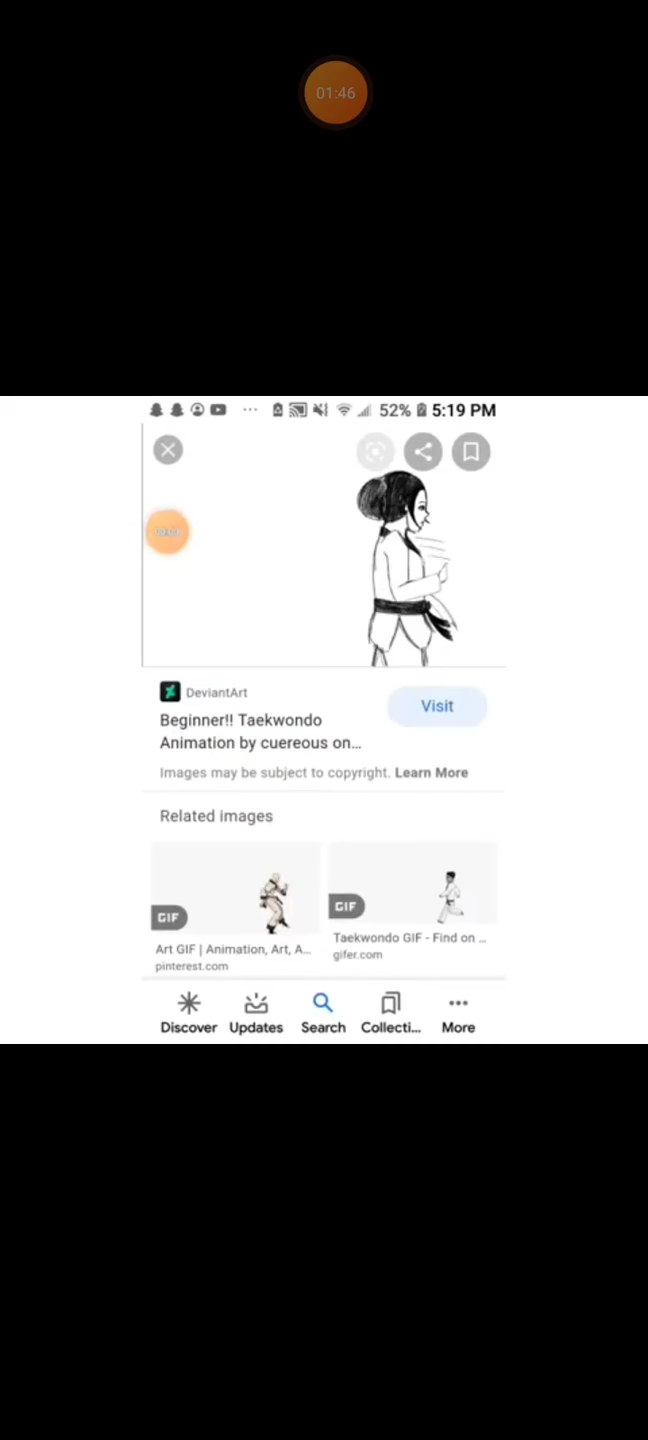 01:46
52% 5:19 PM
DeviantArt
Visit
Beginner!! Taekwondo
Animation by cuereous on...
Images may be subject to copyright. Learn More
Related images
GIF
GIF
Art GIF | Animation, Art, A...
pinterest.com
Taekwondo GIF - Find on ...
gifer.com
Discover Updates Search Collecti... More